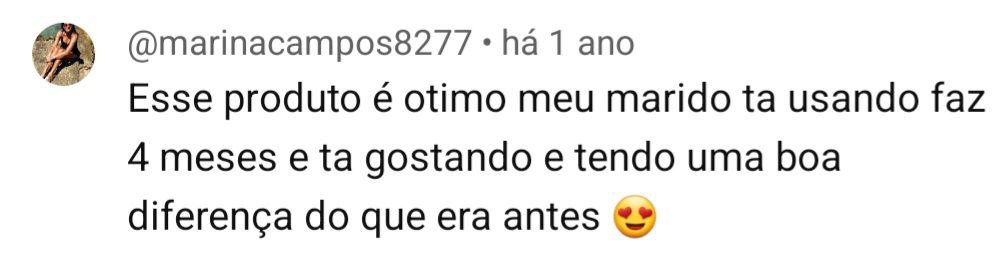 @marinacampos8277 • há 1 ano
Esse produto é otimo meu marido ta usando faz
4 meses e ta gostando e tendo uma boa
diferença do que era antes 😍